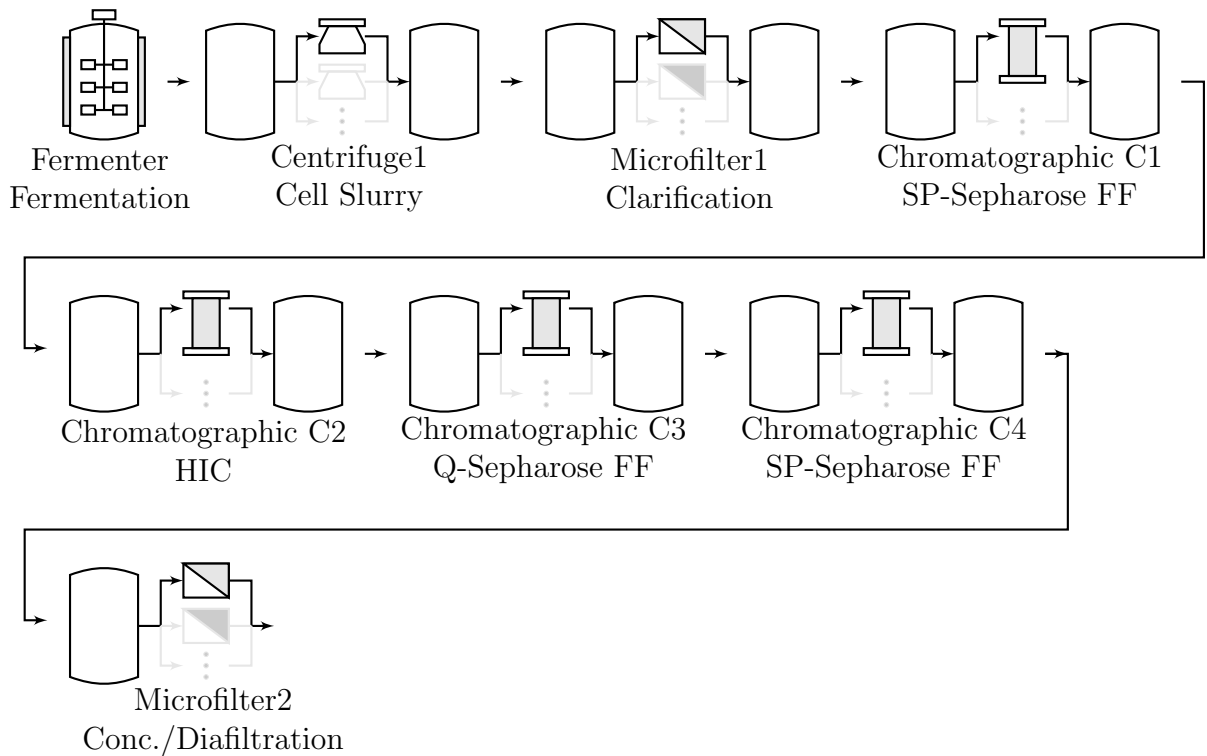 Fermenter
Fermentation
Centrifuge1
Cell Slurry
Microfilter1
Clarification
Chromatographic C1
SP-Sepharose FF
Chromatographic C2
HIC
Chromatographic C3
Q-Sepharose FF
Chromatographic C4
SP-Sepharose FF
Microfilter2
Conc./Diafiltration